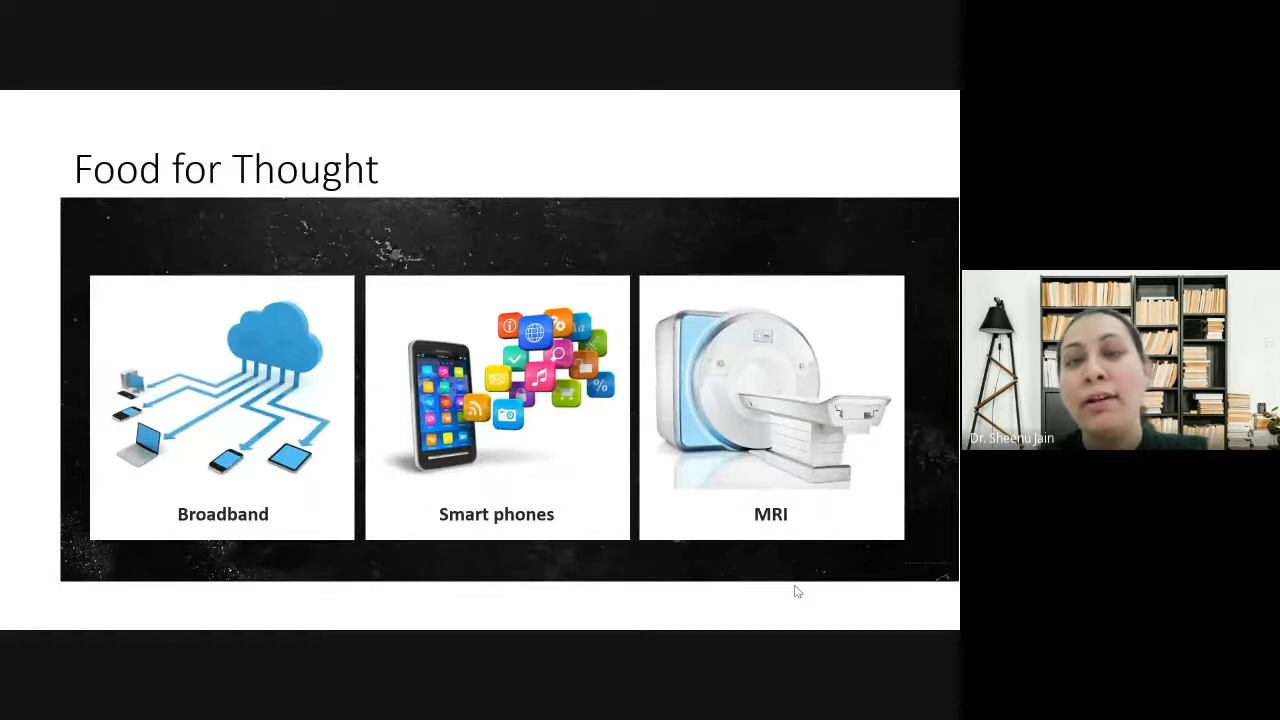 Food for Thought
Broadband
Smart phones
MRI
Dr. Sheenu Jain